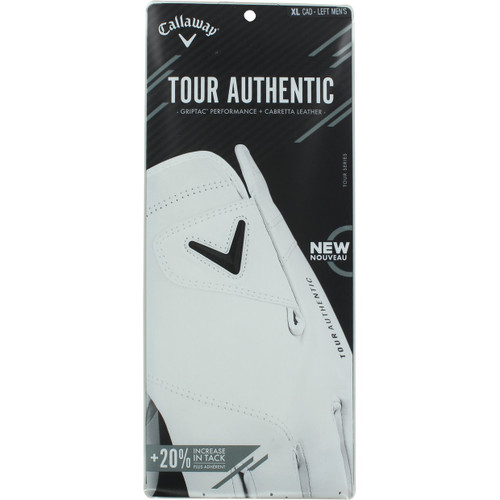 Callaway
XL CAD - LEFT MEN'S
TOUR AUTHENTIC
- GRIPTAC™ PERFORMANCE + CABRETTA LEATHER -
TOUR SERIES
NEW
NOUVEAU
TOUR AUTHENTIC
+20% INCREASE
IN TACK
PLUS ADHÉRENT